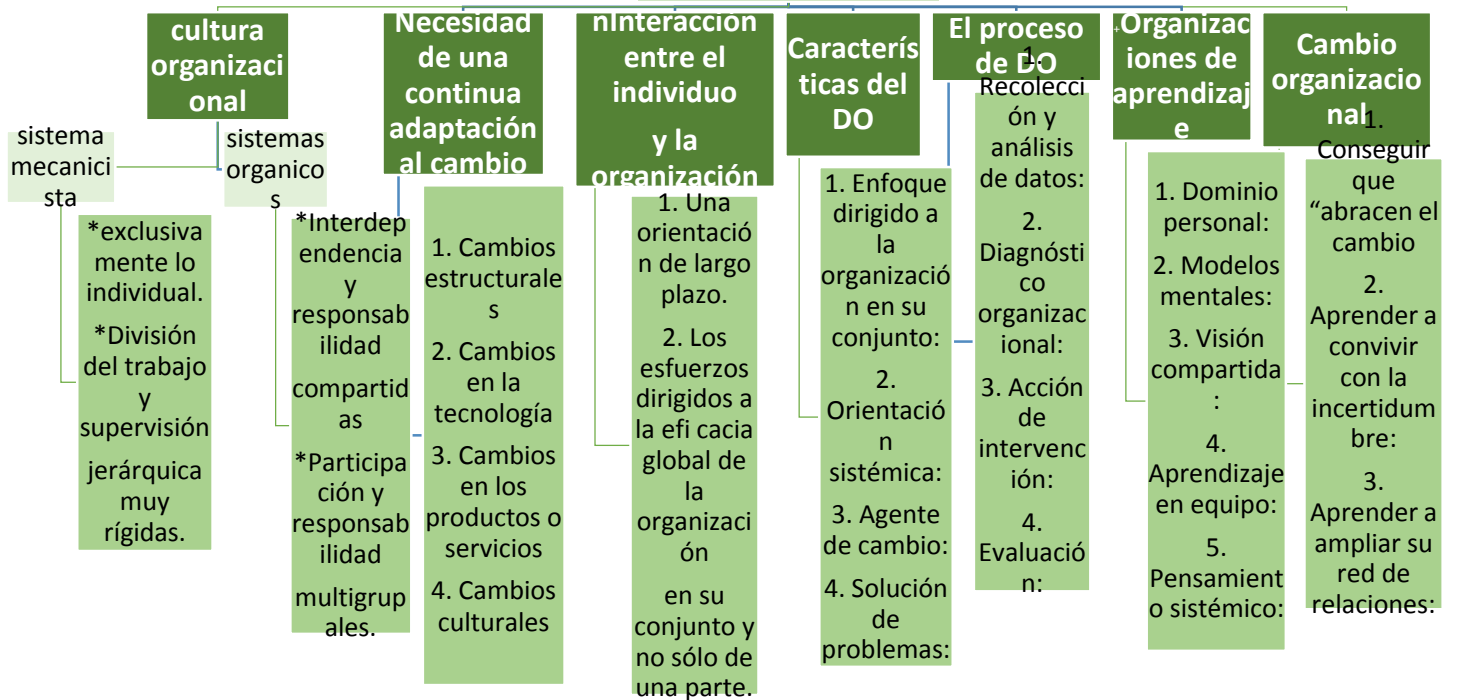 cultura
organizaci
onal
sistema
mecanici
sta
*exclusiva
mente lo
individual.
*División
del trabajo
y
supervisión
jerárquica
muy
rígidas.
sistemas
organico
s
*Interdep
endencia
y
responsab
ilidad
compartid
as
*Participa
ción y
responsab
ilidad
multigrup
ales.
Necesidad
de una
continua
adaptación
al cambio
1. Cambios
estructurale
s
2. Cambios
en la
tecnología
3. Cambios
en los
productos o
servicios
4. Cambios
culturales
nInteracción
entre el
individuo
y la
organización
1. Una
orientació
n de largo
plazo.
2. Los
esfuerzos
dirigidos a
la efi cacia
global de
la
organizaci
ón
en su
conjunto y
no sólo de
una parte.
Caracterís
ticas del
DO
1. Enfoque
dirigido a
la
organizació
n en su
conjunto:
2.
Orientació
n
sistémica:
3. Agente
de cambio:
4. Solución
de
problemas:
El proceso
de DO
1.
Recolecci
ón y
análisis
de datos:
2.
Diagnósti
co
organizac
ional:
3. Acción
de
intervenc
ión:
4.
Evaluació
n:
+Organizac
iones de
aprendizaj
e
1. Dominio
personal:
2. Modelos
mentales:
3. Visión
compartida
:
4.
Aprendizaje
en equipo:
5.
Pensamient
o sistémico:
Cambio
organizacio
nal
1.
Conseguir
que
“abracen el
cambio
2.
Aprender a
convivir
con la
incertidum
bre:
3.
Aprender a
ampliar su
red de
relaciones: